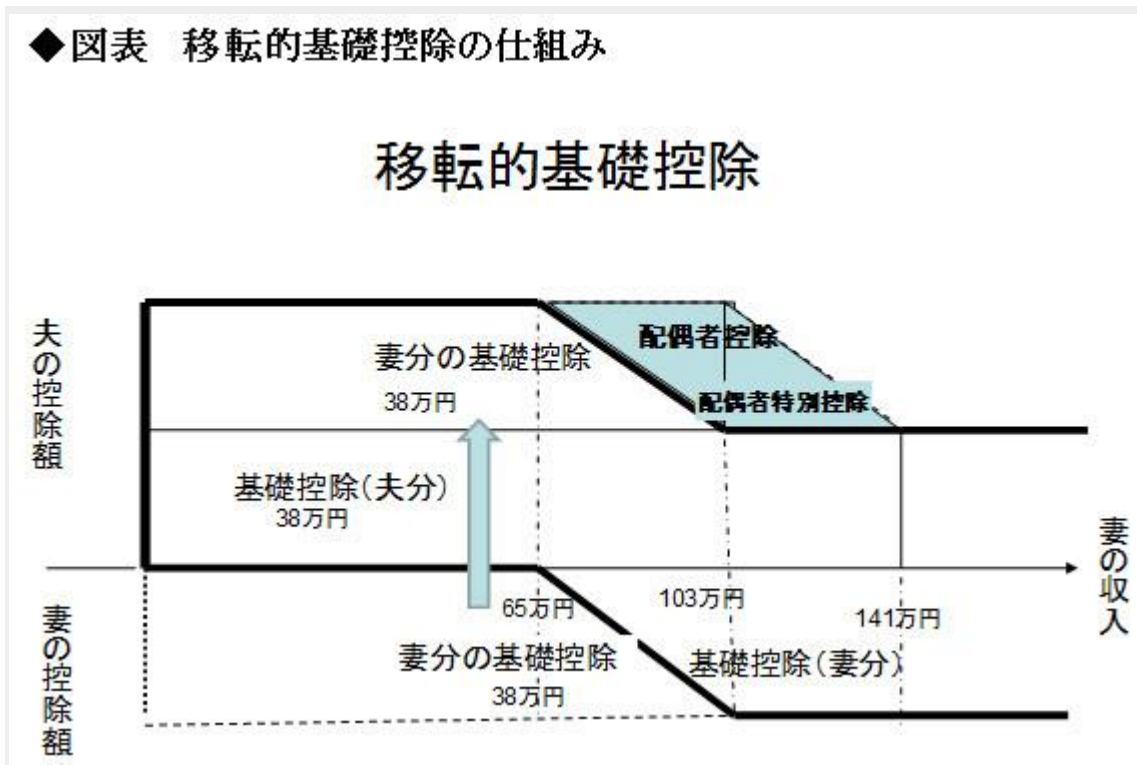 ◆図表　移転的基礎控除の仕組み
移転的基礎控除
夫の控除額
妻分の基礎控除
38万円
配偶者控除
配偶者特別控除
基礎控除(夫分)
38万円
妻の収入
65万円
103万円
141万円
妻の控除額
妻分の基礎控除
38万円
基礎控除(妻分)